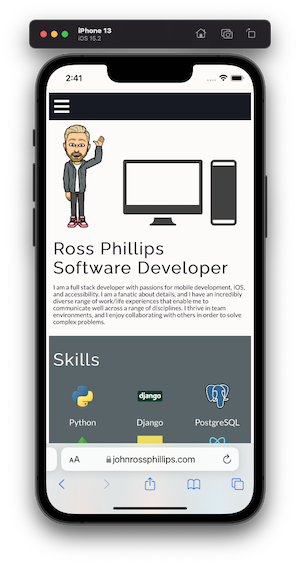 iPhone 13
iOS 15.2
2:41
Ross Phillips
Software Developer
I am a full stack developer with passions for mobile development, iOS,
and accessibility. I am a fanatic about details, and I have an incredibly
diverse range of work/life experiences that enable me to
communicate well across a range of disciplines. I thrive in team
environments, and I enjoy collaborating with others in order to solve
complex problems.
Skills
django
Python Django PostgreSQL
AA johnrossphillips.com